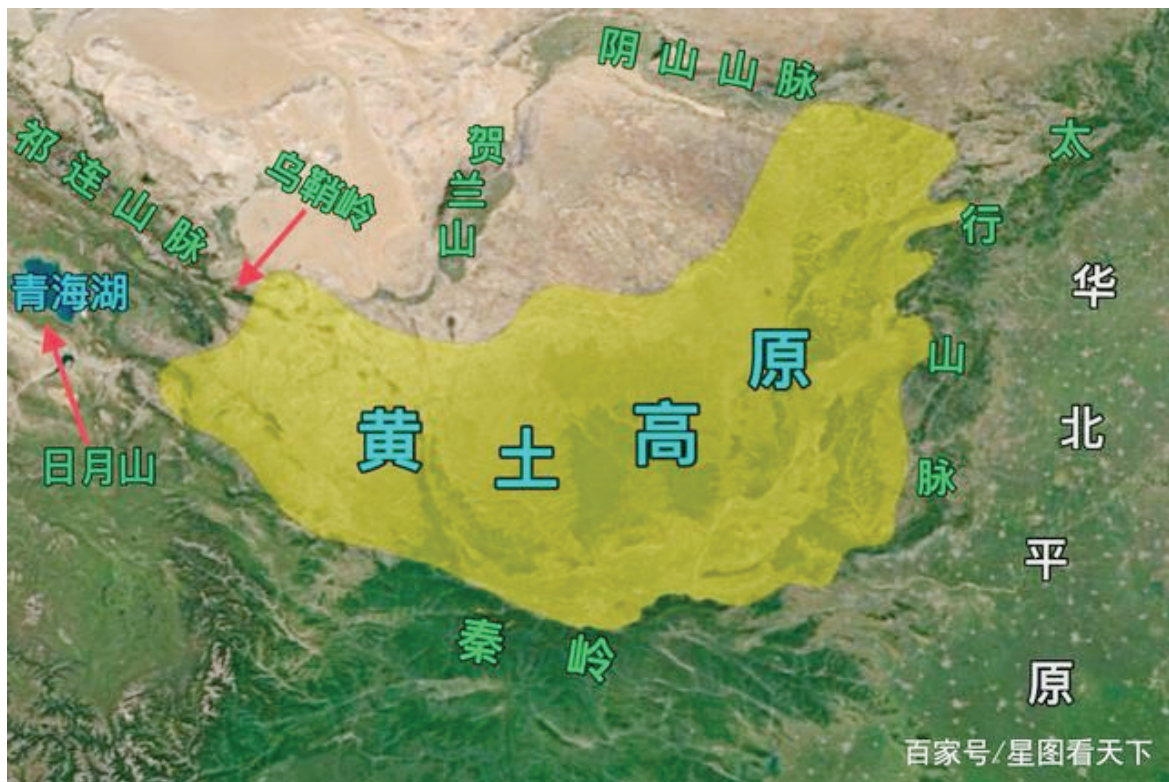 阴山山脉
祁连山脉
乌鞘岭
贺兰山
太行山脉
青海湖
华北平原
黄土高原
日月山
秦岭
百家号/星图看天下